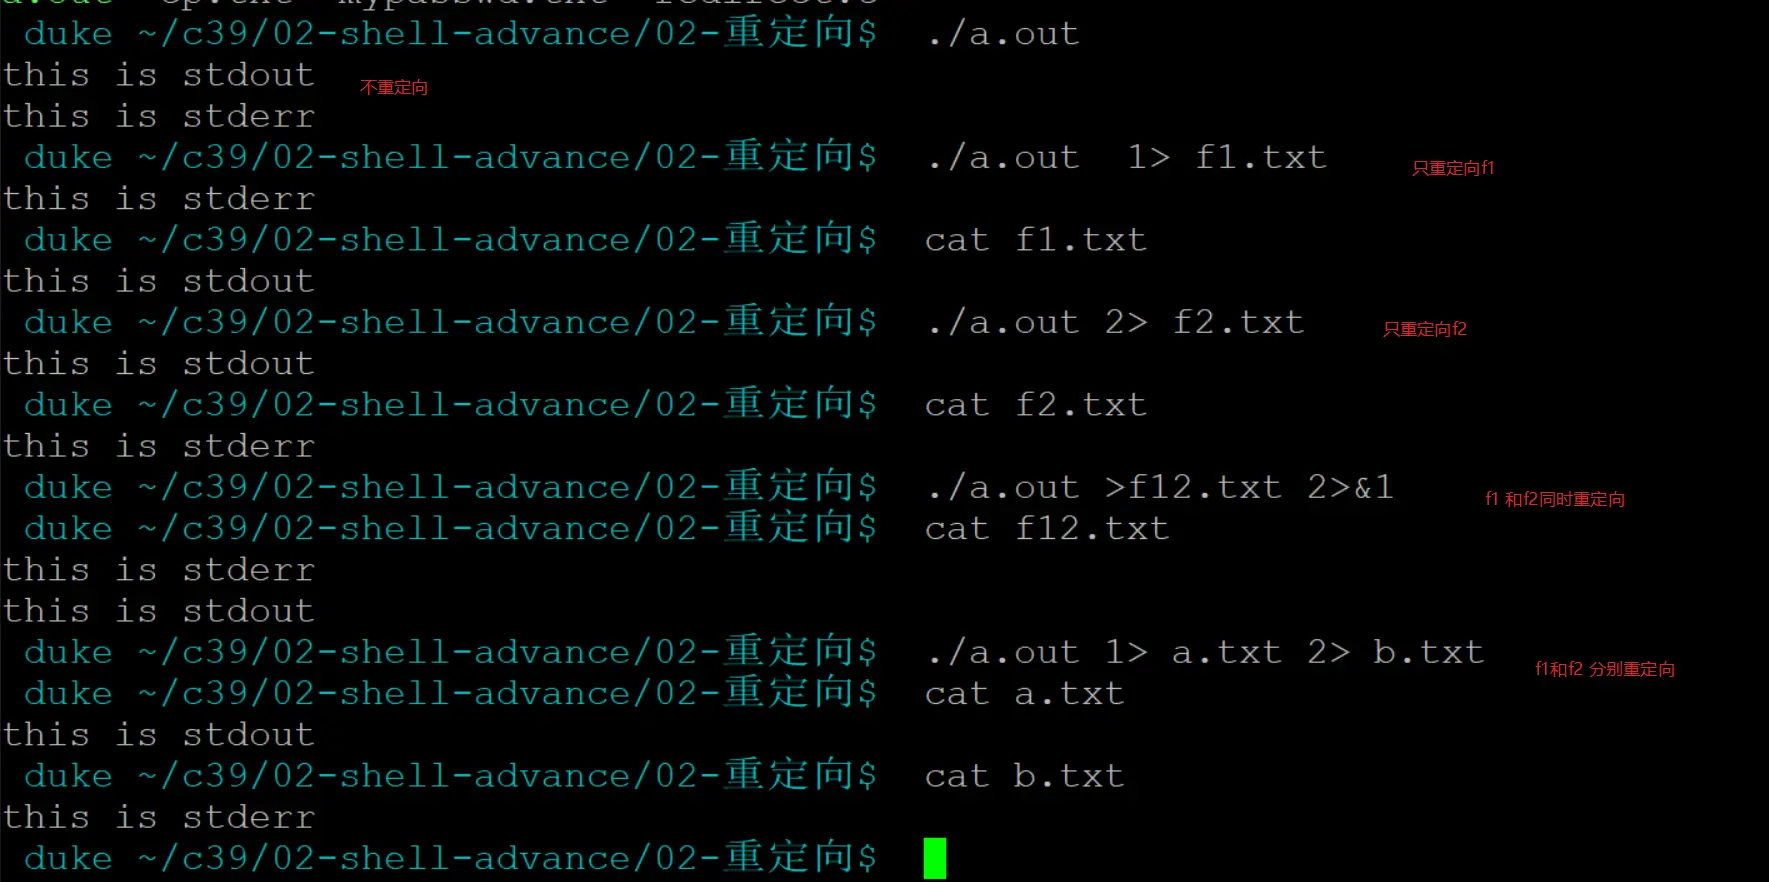 duke ~/c39/02-shell-advance/02-重定向$ ./a.out
this is stdout 不重定向
this is stderr
duke ~/c39/02-shell-advance/02-重定向$ ./a.out 1> f1.txt 只重定向f1
this is stderr
duke ~/c39/02-shell-advance/02-重定向$ cat f1.txt
this is stdout
duke ~/c39/02-shell-advance/02-重定向$ ./a.out 2> f2.txt 只重定向f2
this is stdout
duke ~/c39/02-shell-advance/02-重定向$ cat f2.txt
this is stderr
duke ~/c39/02-shell-advance/02-重定向$ ./a.out >f12.txt 2>&1 f1 和f2同时重定向
duke ~/c39/02-shell-advance/02-重定向$ cat f12.txt
this is stderr
this is stdout
duke ~/c39/02-shell-advance/02-重定向$ ./a.out 1> a.txt 2> b.txt f1和f2 分别重定向
duke ~/c39/02-shell-advance/02-重定向$ cat a.txt
this is stdout
duke ~/c39/02-shell-advance/02-重定向$ cat b.txt
this is stderr
duke ~/c39/02-shell-advance/02-重定向$